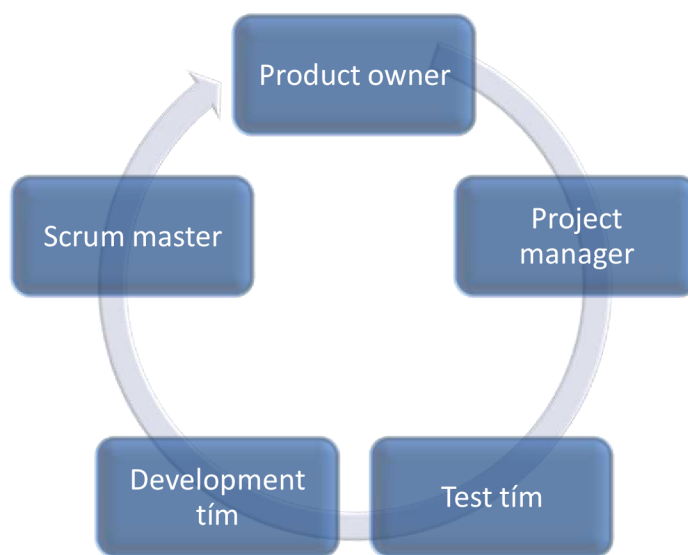 Product owner
Project
manager
Test tím
Development
tím
Scrum master